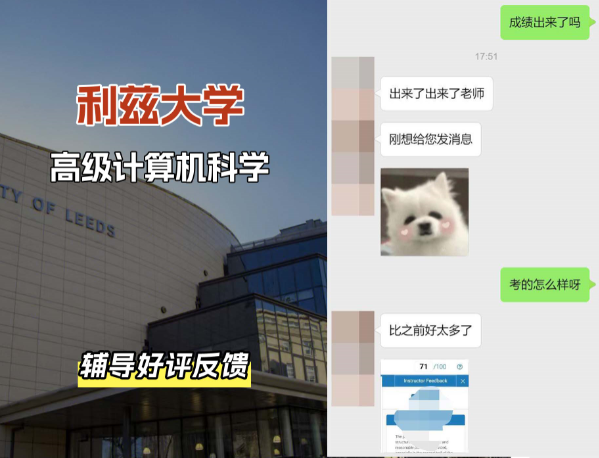 利兹大学
高级计算机科学
TY OF LEEDS
辅导好评反馈
成绩出来了吗
17:51
出来了出来了老师
刚想给您发消息
考的怎么样呀
比之前好太多了
71 /100
Instructor Feedback